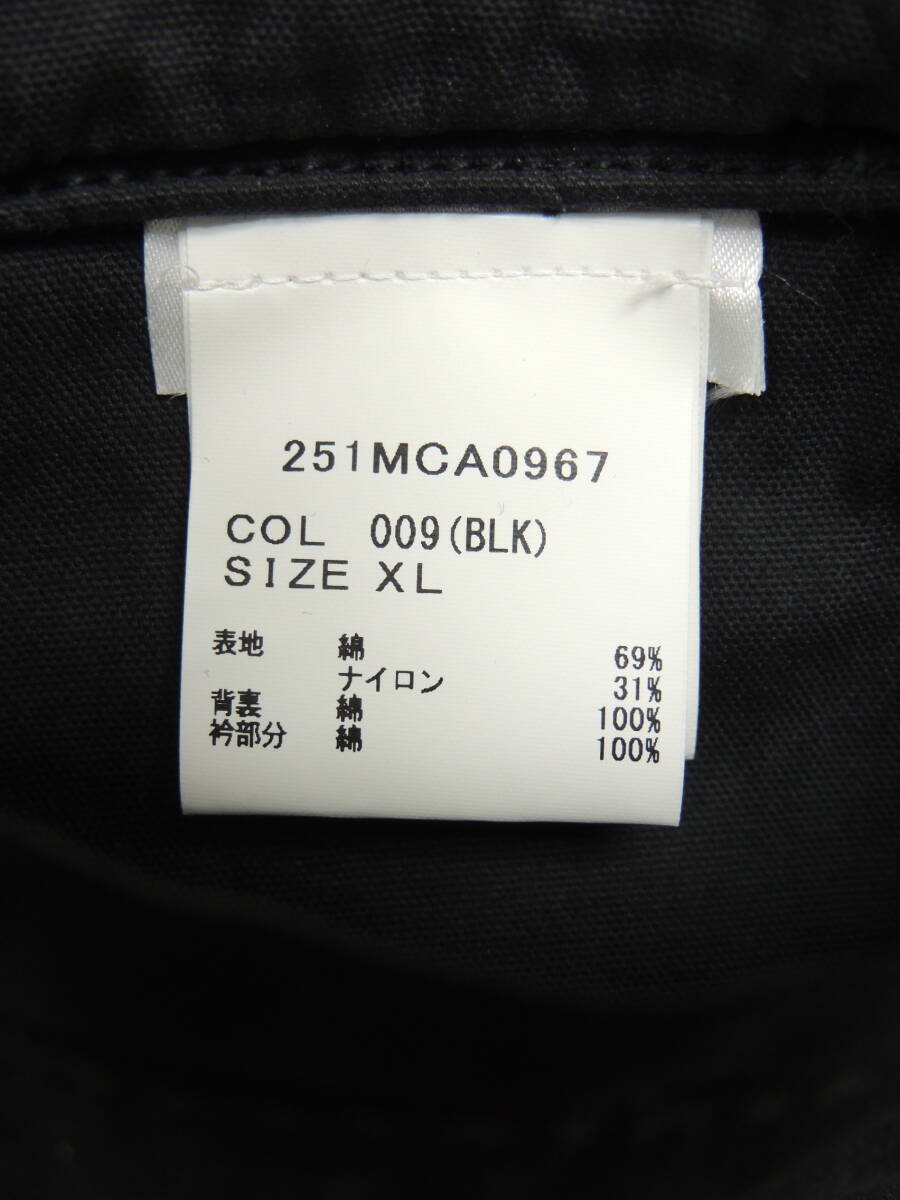 251MCA0967
COL 009(BLK)
SIZE XL
表地 綿 69%
ナイロン 31%
背裏 綿 100%
衿部分 綿 100%